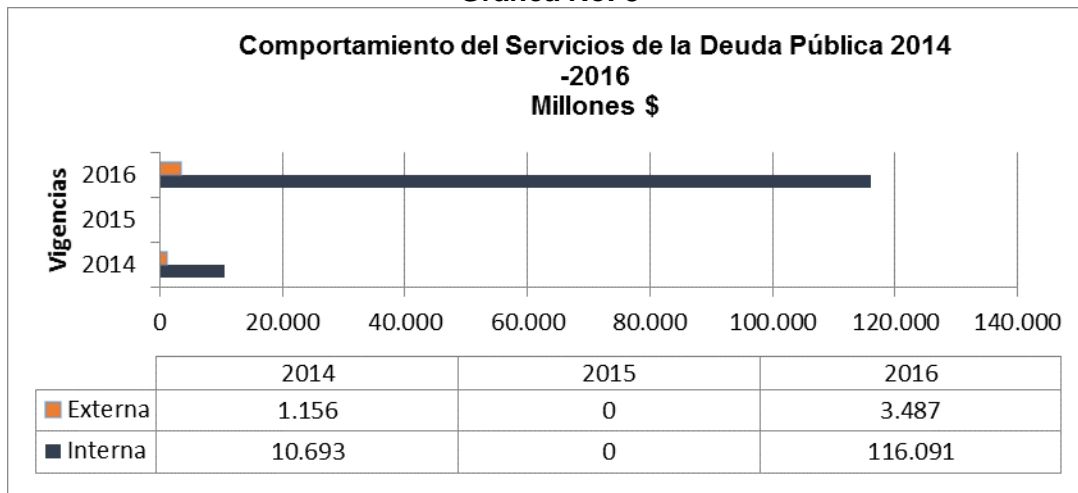 Comportamiento del Servicios de la Deuda Pública 2014
-2016
Millones $
Vigencias
2016
2015
2014
0 20.000 40.000 60.000 80.000 100.000 120.000 140.000
2014 2015 2016
Externa 1.156 0 3.487
Interna 10.693 0 116.091